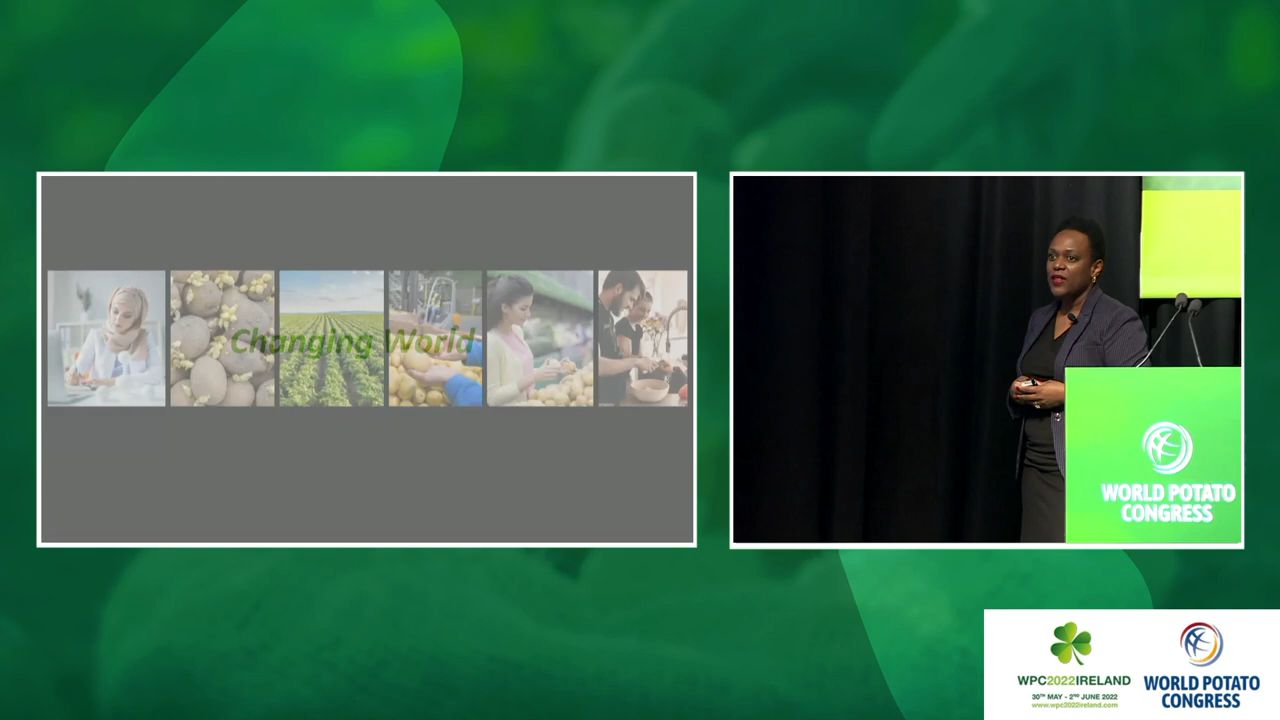 Changing World
WORLD POTATO
CONGRESS
WPC2022IRELAND
30TH MAY - 2ND JUNE 2022
www.wpc2022ireland.com
WORLD POTATO
CONGRESS